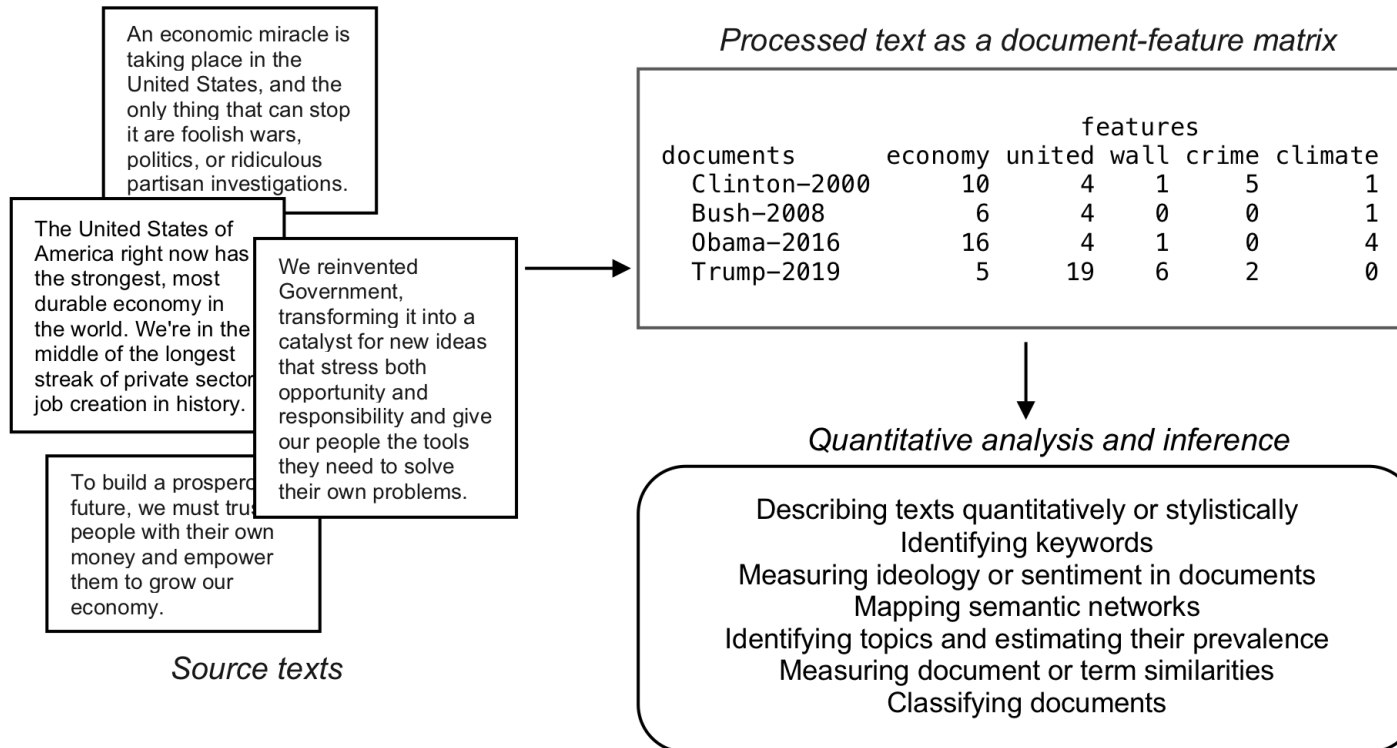 An economic miracle is
taking place in the
United States, and the
only thing that can stop
it are foolish wars,
politics, or ridiculous
partisan investigations.
The United States of
America right now has
the strongest, most
durable economy in
the world. We're in the
middle of the longest
streak of private sector
job creation in history.
We reinvented
Government,
transforming it into a
catalyst for new ideas
that stress both
opportunity and
responsibility and give
our people the tools
they need to solve
their own problems.
To build a prospero
future, we must trus
people with their own
money and empower
them to grow our
economy.
Source texts
Processed text as a document-feature matrix
features
documents economy united wall crime climate
Clinton-2000 10 4 1 5 1
Bush-2008 6 4 0 0 1
Obama-2016 16 4 1 0 4
Trump-2019 5 19 6 2 0
Quantitative analysis and inference
Describing texts quantitatively or stylistically
Identifying keywords
Measuring ideology or sentiment in documents
Mapping semantic networks
Identifying topics and estimating their prevalence
Measuring document or term similarities
Classifying documents